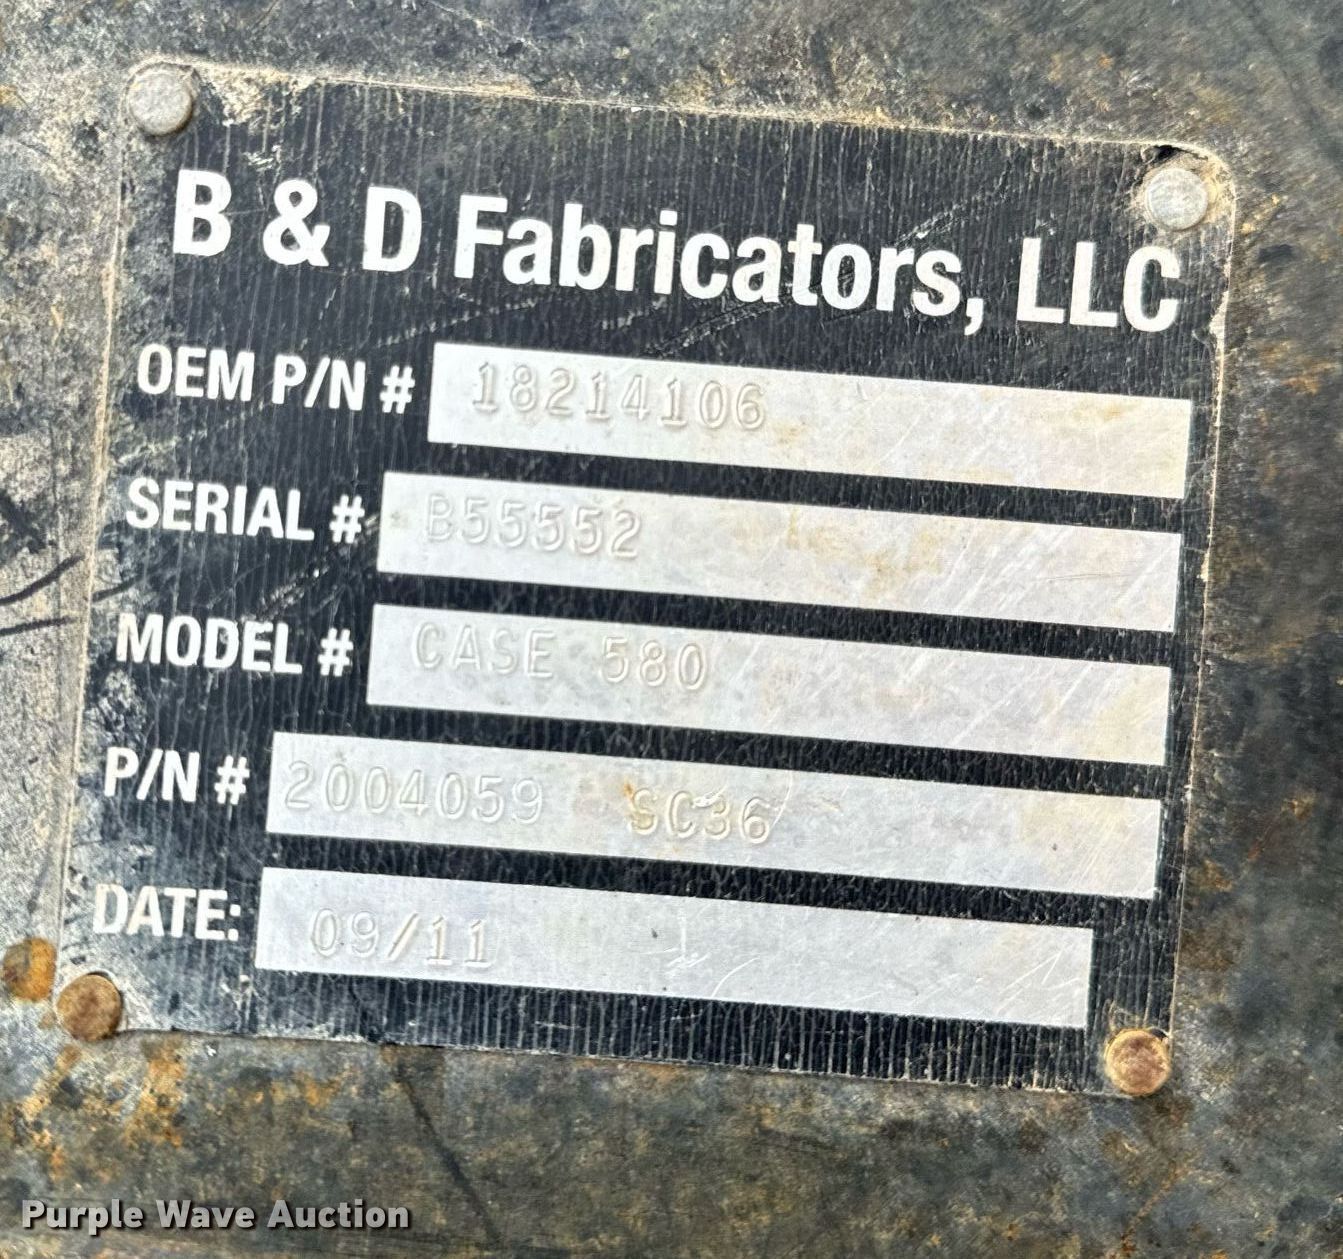 B & D Fabricators, LLC
OEM P/N # 18214106
SERIAL # B55552
MODEL # CASE 580
P/N # 2004059 SC36
DATE: 09/11
Purple Wave Auction